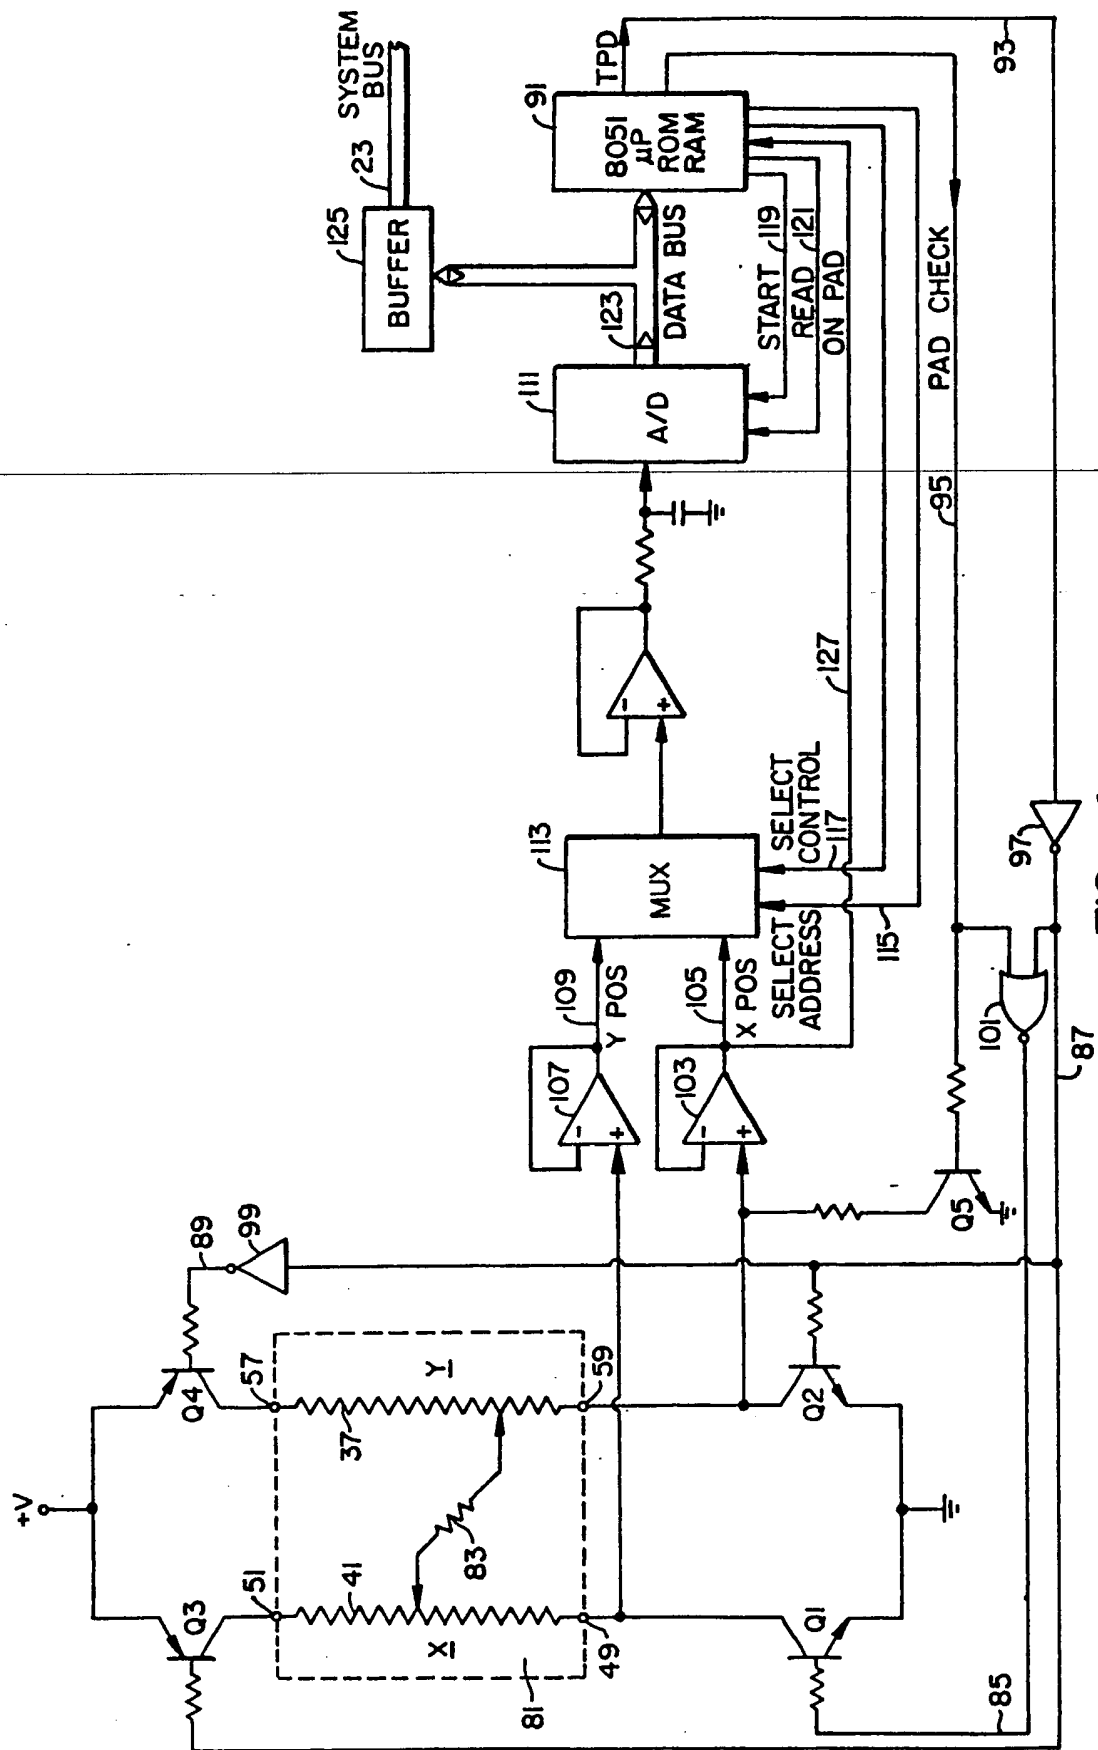 +V
Q3
Q4
89
99
51
57
41
37
X
Y
83
81
49
59
Q1
Q2
Q5
85
87
107
-
+
109
Y POS
103
-
+
105
X POS
113
MUX
SELECT
ADDRESS
SELECT
CONTROL
115
117
127
-
+
111
A/D
123
DATA BUS
125
BUFFER
23
SYSTEM
BUS
91
8051
μP
ROM
RAM
TPD
START
119
READ
121
ON PAD
PAD CHECK
95
93
97
101